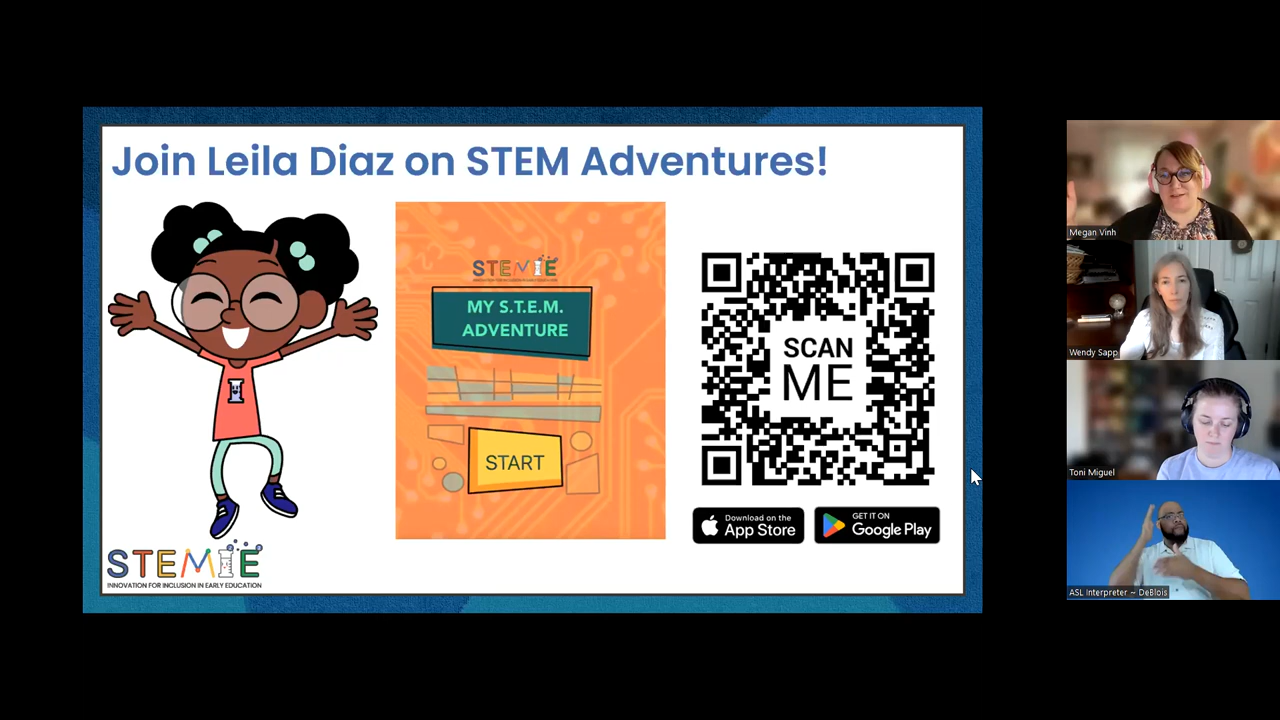 Join Leila Diaz on STEM Adventures!
STEMIE
MY S.T.E.M.
ADVENTURE
START
SCAN
ME
Download on the
App Store
GET IT ON
Google Play
STEMIE
INNOVATION FOR INCLUSION IN EARLY EDUCATION
Megan Vinh
Wendy Sapp
Toni Miguel
ASL Interpreter ~ DeBlois